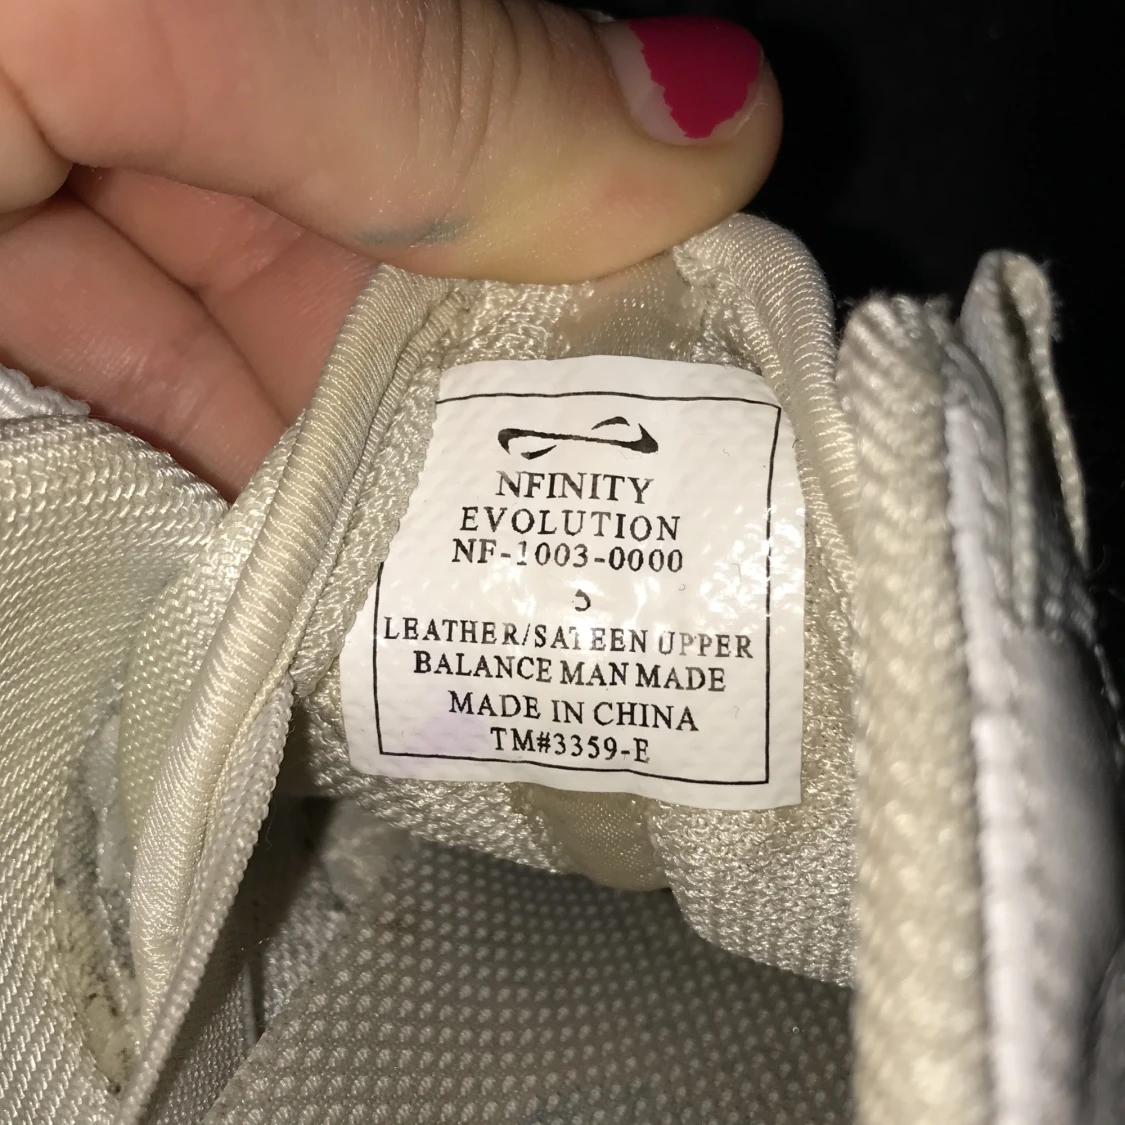 NFINITY
EVOLUTION
NF-1003-0000
LEATHER/SATEEN UPPER
BALANCE MAN MADE
MADE IN CHINA
TM#3359-E